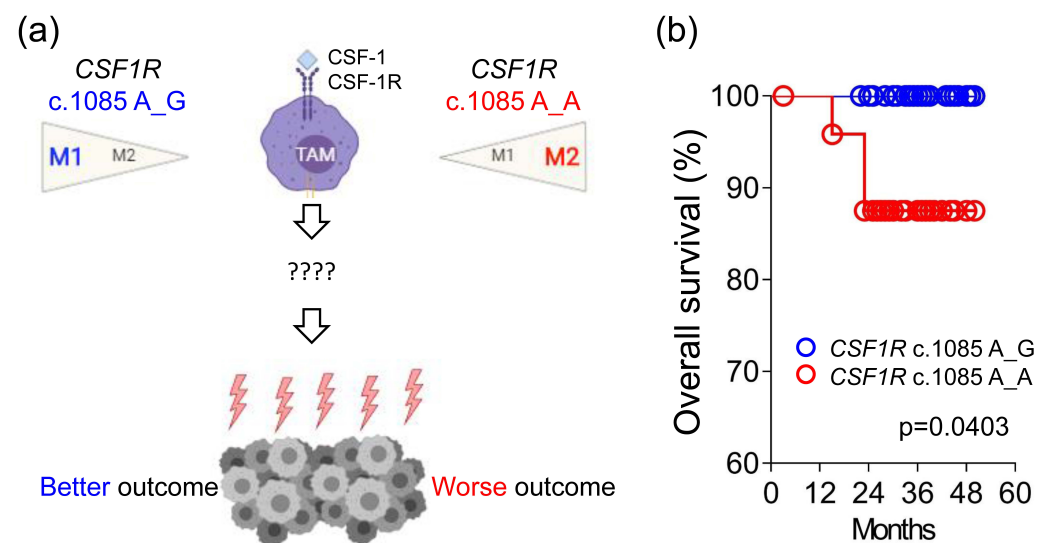 (a)
CSF1R
c.1085 A_G
M1 M2
CSF-1
CSF-1R
TAM
CSF1R
c.1085 A_A
M1 M2
????
Better outcome
Worse outcome
(b)
Overall survival (%)
100
90
80
70
60
0 12 24 36 48 60
Months
CSF1R c.1085 A_G
CSF1R c.1085 A_A
p=0.0403